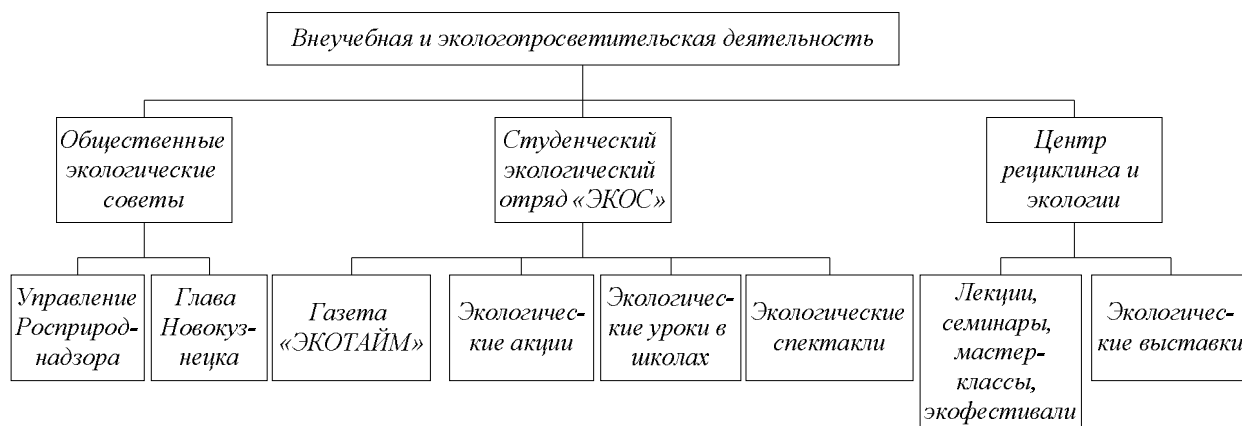 Внеучебная и экологопросветительская деятельность
Общественные
экологические
советы
Студенческий
экологический
отряд «ЭКОС»
Центр
рециклинга и
экологии
Управление
Росприрод-
надзора
Глава
Новокуз-
нецка
Газета
«ЭКОТАЙМ»
Экологичес-
кие акции
Экологичес-
кие уроки в
школах
Экологические
спектакли
Лекции,
семинары,
мастер-
классы,
экофестивали
Экологичес-
кие выставки